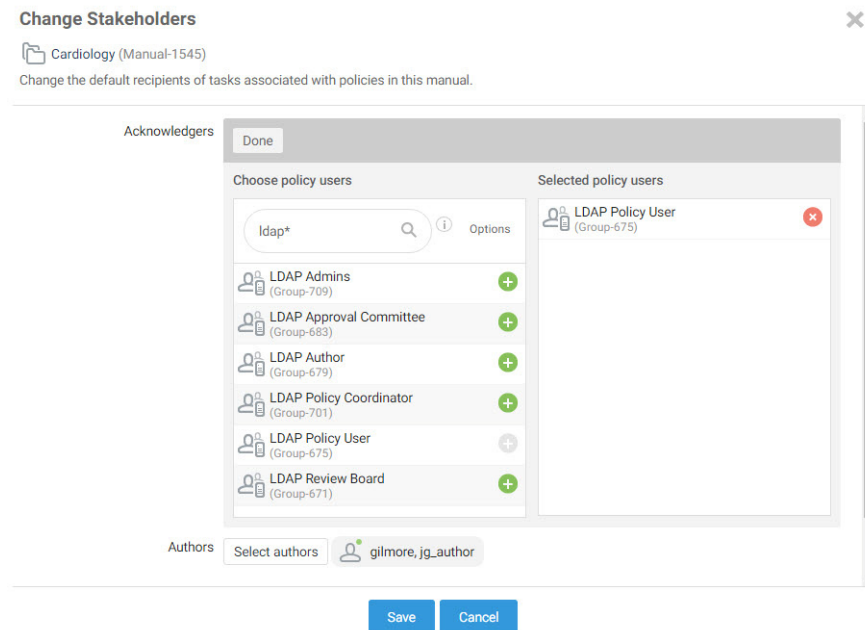 Change Stakeholders
Cardiology (Manual-1545)
Change the default recipients of tasks associated with policies in this manual.
Acknowledgers
Done
Choose policy users
Selected policy users
ldap*
Options
LDAP Policy User
(Group-675)
LDAP Admins
(Group-709)
LDAP Approval Committee
(Group-683)
LDAP Author
(Group-679)
LDAP Policy Coordinator
(Group-701)
LDAP Policy User
(Group-675)
LDAP Review Board
(Group-671)
Authors
Select authors
gilmore, jg_author
Save
Cancel